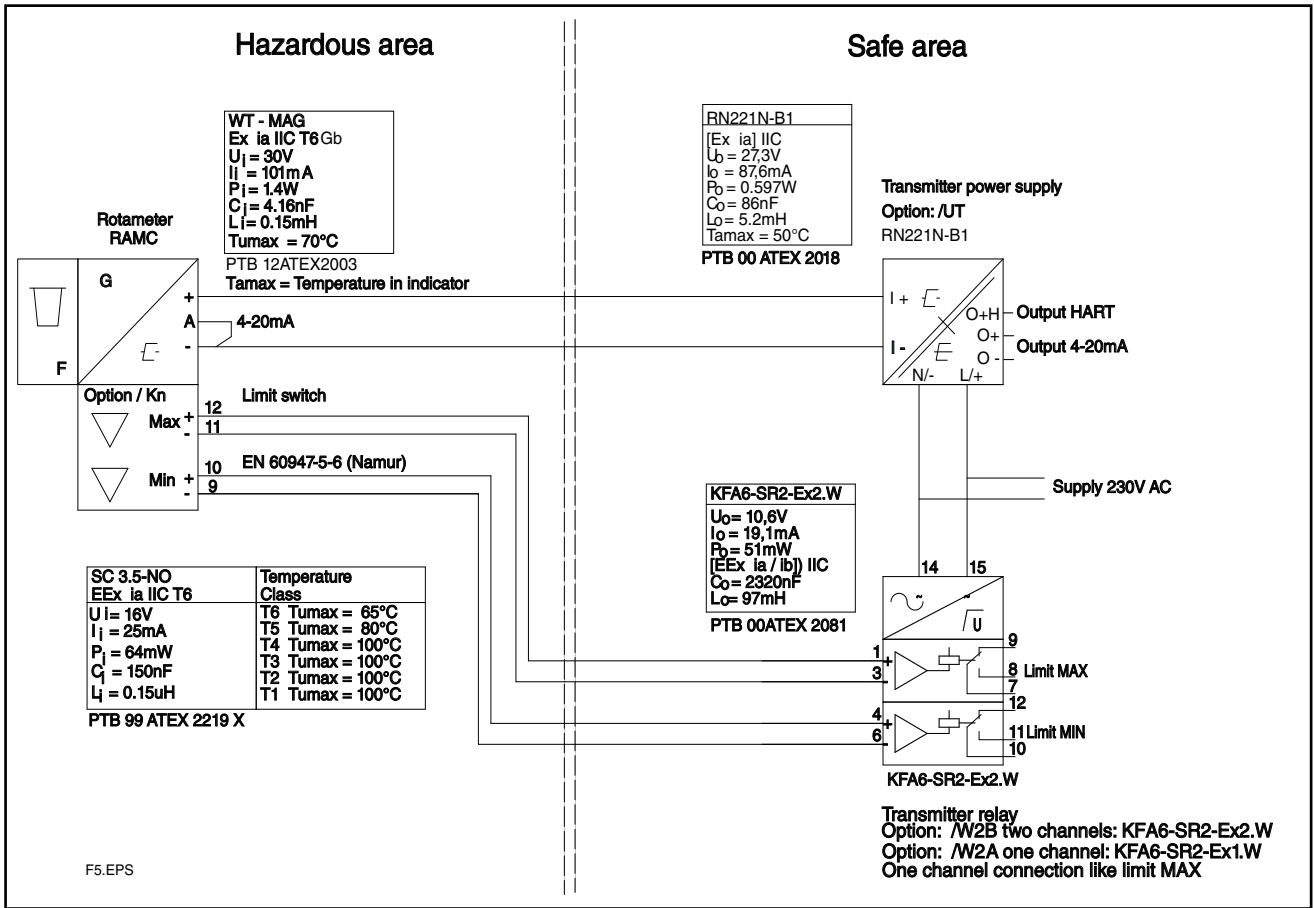 Hazardous area
Safe area
WT - MAG
Ex ia IIC T6 Gb
Ui = 30V
Ii = 101mA
Pi = 1.4W
Ci = 4.16nF
Li = 0.15mH
Tumax = 70°C
PTB 12ATEX2003
Tamax = Temperature in indicator
RN221N-B1
[Ex ia] IIC
Uo = 27,3V
Io = 87,6mA
Po = 0.597W
Co = 86nF
Lo = 5.2mH
Tamax = 50°C
PTB 00 ATEX 2018
Transmitter power supply
Option: /UT
RN221N-B1
Rotameter
RAMC
G
F
+
A
-
4-20mA
I +
I -
O+H
O+
O -
N/-
L/+
Output HART
Output 4-20mA
Option / Kn
Limit switch
Max + 12
- 11
Min + 10
- 9
EN 60947-5-6 (Namur)
Supply 230V AC
KFA6-SR2-Ex2.W
Uo= 10,6V
Io = 19,1mA
Po= 51mW
[EEx ia / ib]) IIC
Co = 2320nF
Lo= 97mH
PTB 00ATEX 2081
SC 3.5-NO
EEx ia IIC T6
Ui= 16V
Ii = 25mA
Pi = 64mW
Ci = 150nF
Li = 0.15uH
Temperature
Class
T6 Tumax = 65°C
T5 Tumax = 80°C
T4 Tumax = 100°C
T3 Tumax = 100°C
T2 Tumax = 100°C
T1 Tumax = 100°C
PTB 99 ATEX 2219 X
14
15
~
U
1
+
3
-
9
8 Limit MAX
7
4
+
6
-
12
11 Limit MIN
10
KFA6-SR2-Ex2.W
Transmitter relay
Option: /W2B two channels: KFA6-SR2-Ex2.W
Option: /W2A one channel: KFA6-SR2-Ex1.W
One channel connection like limit MAX
F5.EPS